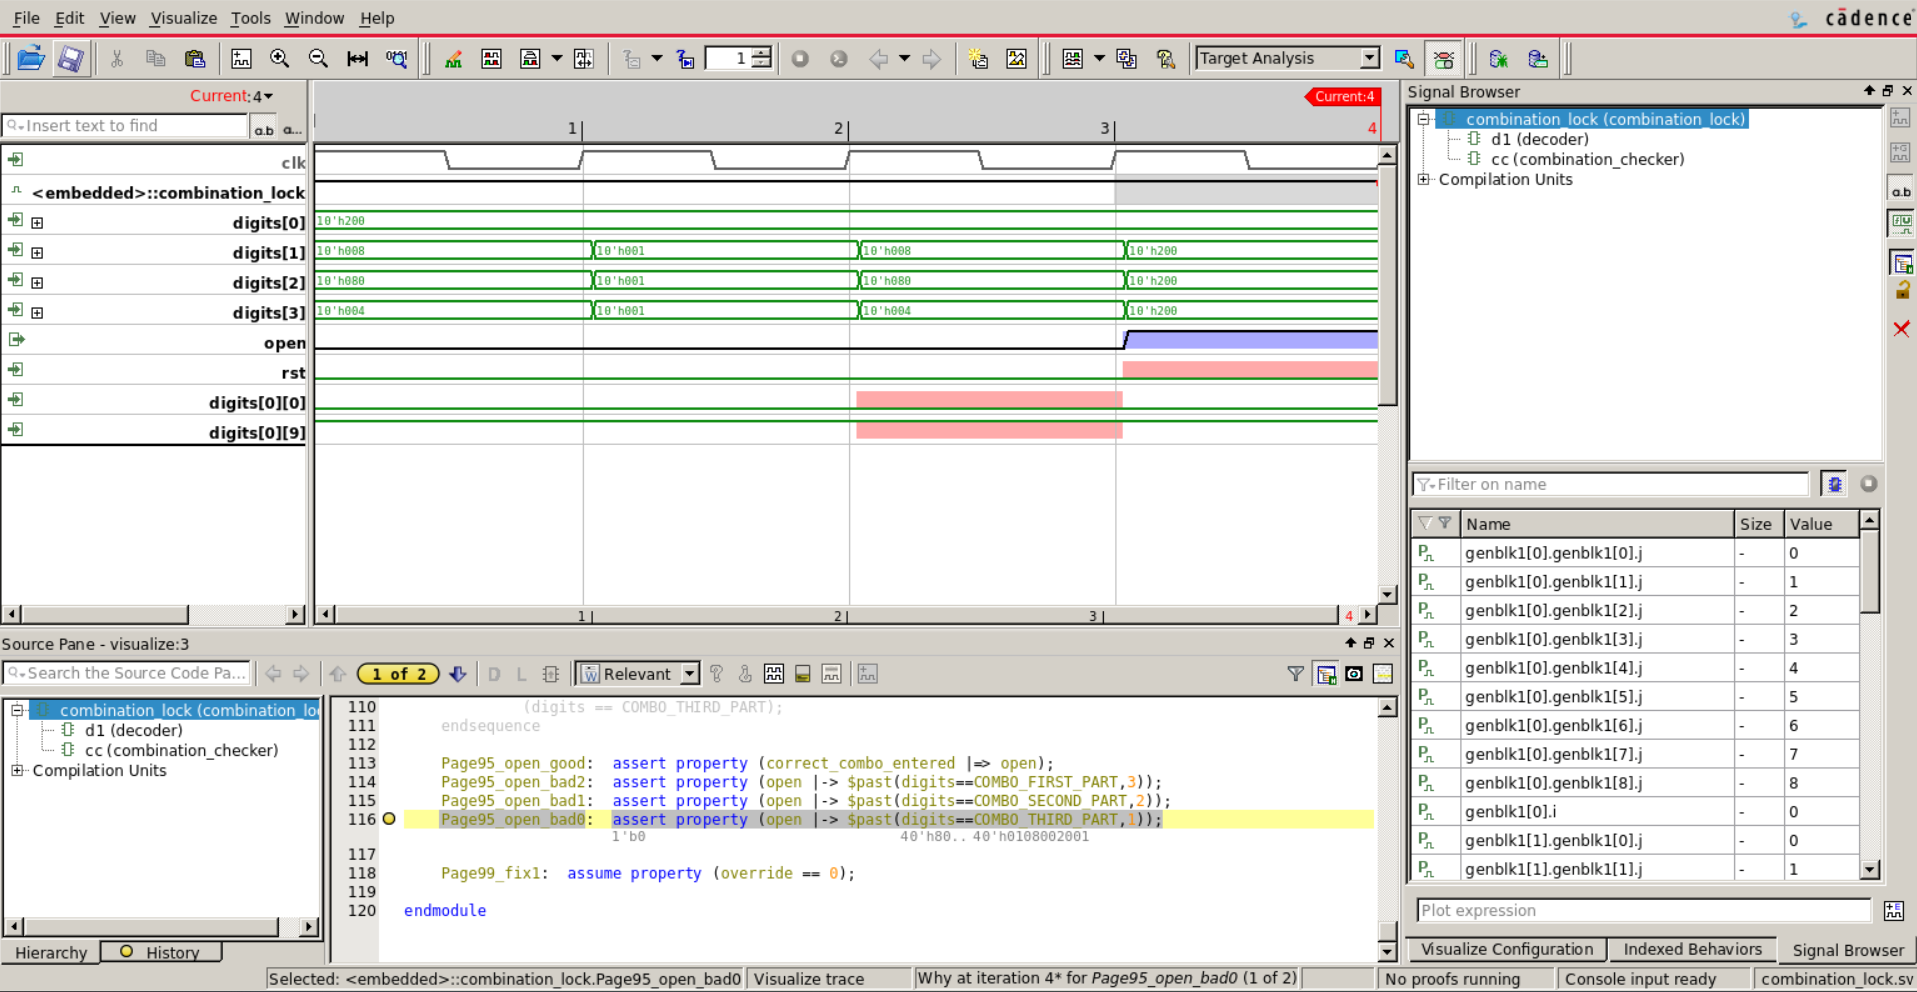 File Edit View Visualize Tools Window Help
cādence
1
Target Analysis
Current:4
Insert text to find
a.b
a...
Current:4
1 2 3 4
clk
<embedded>::combination_lock
digits[0] 10'h200
digits[1] 10'h008 10'h001 10'h008 10'h200
digits[2] 10'h080 10'h001 10'h080 10'h200
digits[3] 10'h004 10'h001 10'h004 10'h200
open
rst
digits[0][0]
digits[0][9]
1 2 3 4
Signal Browser
combination_lock (combination_lock)
d1 (decoder)
cc (combination_checker)
Compilation Units
a.b
Filter on name
Name Size Value
genblk1[0].genblk1[0].j - 0
genblk1[0].genblk1[1].j - 1
genblk1[0].genblk1[2].j - 2
genblk1[0].genblk1[3].j - 3
genblk1[0].genblk1[4].j - 4
genblk1[0].genblk1[5].j - 5
genblk1[0].genblk1[6].j - 6
genblk1[0].genblk1[7].j - 7
genblk1[0].genblk1[8].j - 8
genblk1[0].i - 0
genblk1[1].genblk1[0].j - 0
genblk1[1].genblk1[1].j - 1
Plot expression
Visualize Configuration Indexed Behaviors Signal Browser
Source Pane - visualize:3
Search the Source Code Pa...
1 of 2
D L
Relevant
combination_lock (combination_lo
d1 (decoder)
cc (combination_checker)
Compilation Units
Hierarchy History
110 (digits == COMBO_THIRD_PART);
111 endsequence
112
113 Page95_open_good: assert property (correct_combo_entered |=> open);
114 Page95_open_bad2: assert property (open |-> $past(digits==COMBO_FIRST_PART,3));
115 Page95_open_bad1: assert property (open |-> $past(digits==COMBO_SECOND_PART,2));
116 Page95_open_bad0: assert property (open |-> $past(digits==COMBO_THIRD_PART,1));
1'b0 40'h80.. 40'h0108002001
117
118 Page99_fix1: assume property (override == 0);
119
120 endmodule
Selected: <embedded>::combination_lock.Page95_open_bad0
Visualize trace
Why at iteration 4* for Page95_open_bad0 (1 of 2)
No proofs running
Console input ready
combination_lock.sv